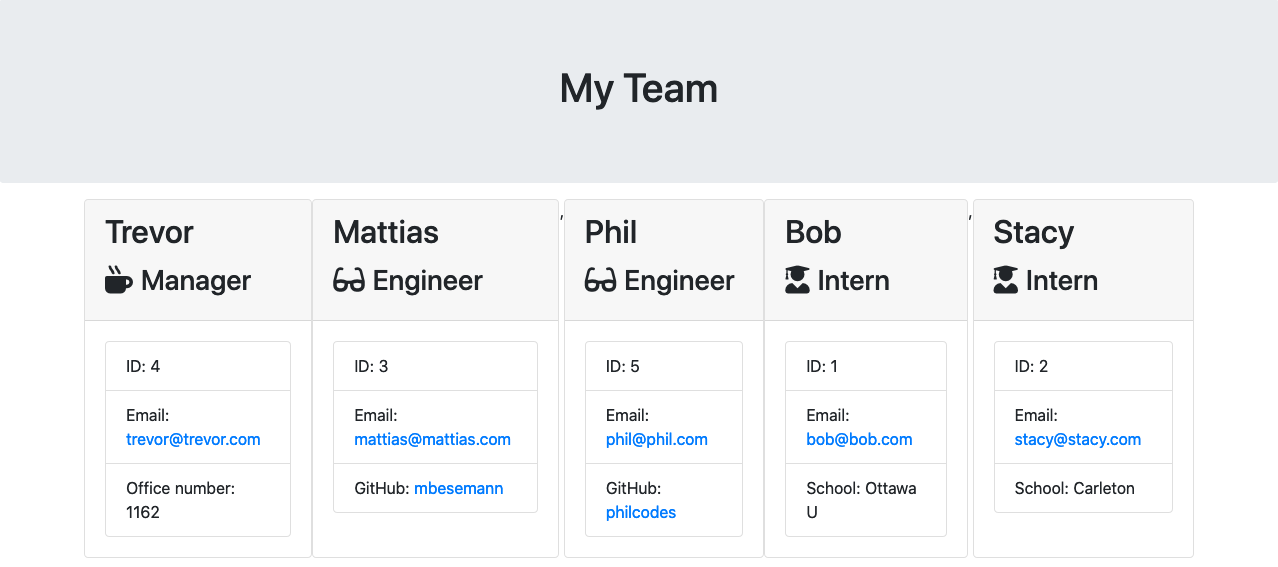 My Team
Trevor
Manager
ID: 4
Email:
trevor@trevor.com
Office number:
1162
Mattias
Engineer
ID: 3
Email:
mattias@mattias.com
GitHub: mbesemann
,
Phil
Engineer
ID: 5
Email:
phil@phil.com
GitHub:
philcodes
Bob
Intern
ID: 1
Email:
bob@bob.com
School: Ottawa
U
,
Stacy
Intern
ID: 2
Email:
stacy@stacy.com
School: Carleton